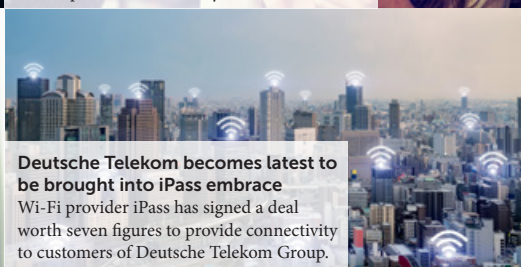 Deutsche Telekom becomes latest to
be brought into iPass embrace
Wi-Fi provider iPass has signed a deal
worth seven figures to provide connectivity
to customers of Deutsche Telekom Group.